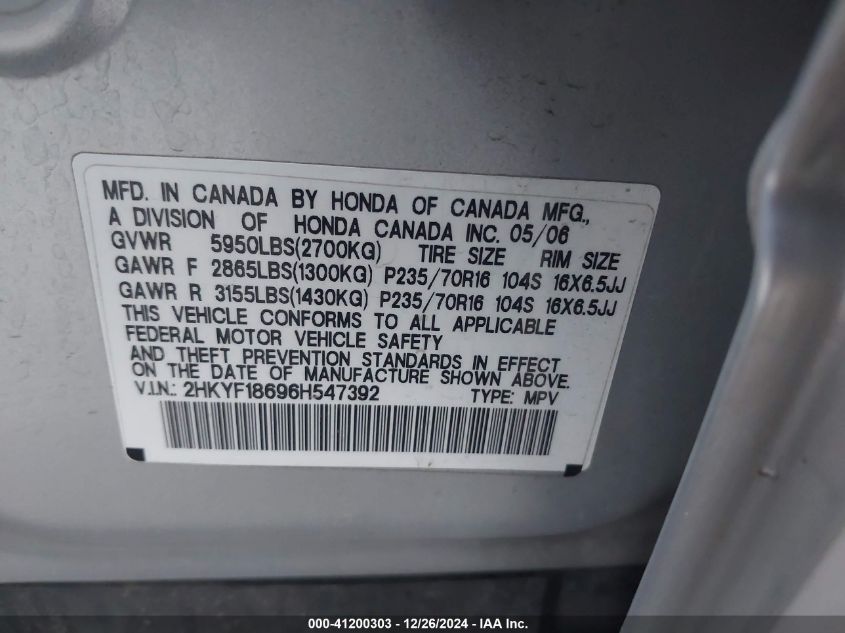 MFD. IN CANADA BY HONDA OF CANADA MFG.,
A DIVISION OF HONDA CANADA INC. 05/06
GVWR 5950LBS(2700KG) TIRE SIZE RIM SIZE
GAWR F 2865LBS(1300KG) P235/70R16 104S 16X6.5JJ
GAWR R 3155LBS(1430KG) P235/70R16 104S 16X6.5JJ
THIS VEHICLE CONFORMS TO ALL APPLICABLE
FEDERAL MOTOR VEHICLE SAFETY
AND THEFT PREVENTION STANDARDS IN EFFECT
ON THE DATE OF MANUFACTURE SHOWN ABOVE.
V.I.N.: 2HKYF18696H547392 TYPE: MPV
000-41200303 - 12/26/2024 - IAA Inc.